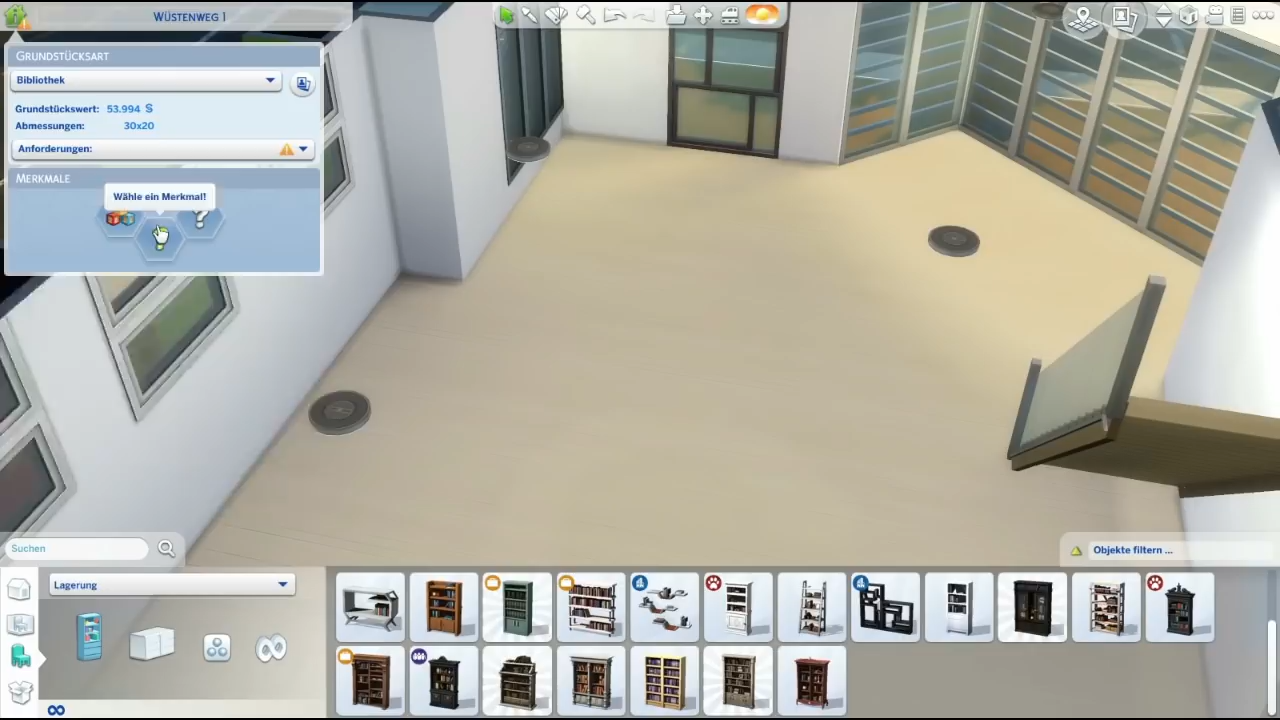 WÜSTENWEG 1
GRUNDSTÜCKSART
Bibliothek
Grundstückswert: 53.994 S
Abmessungen: 30x20
Anforderungen:
MERKMALE
Wähle ein Merkmal!
Suchen
Objekte filtern ...
Lagerung